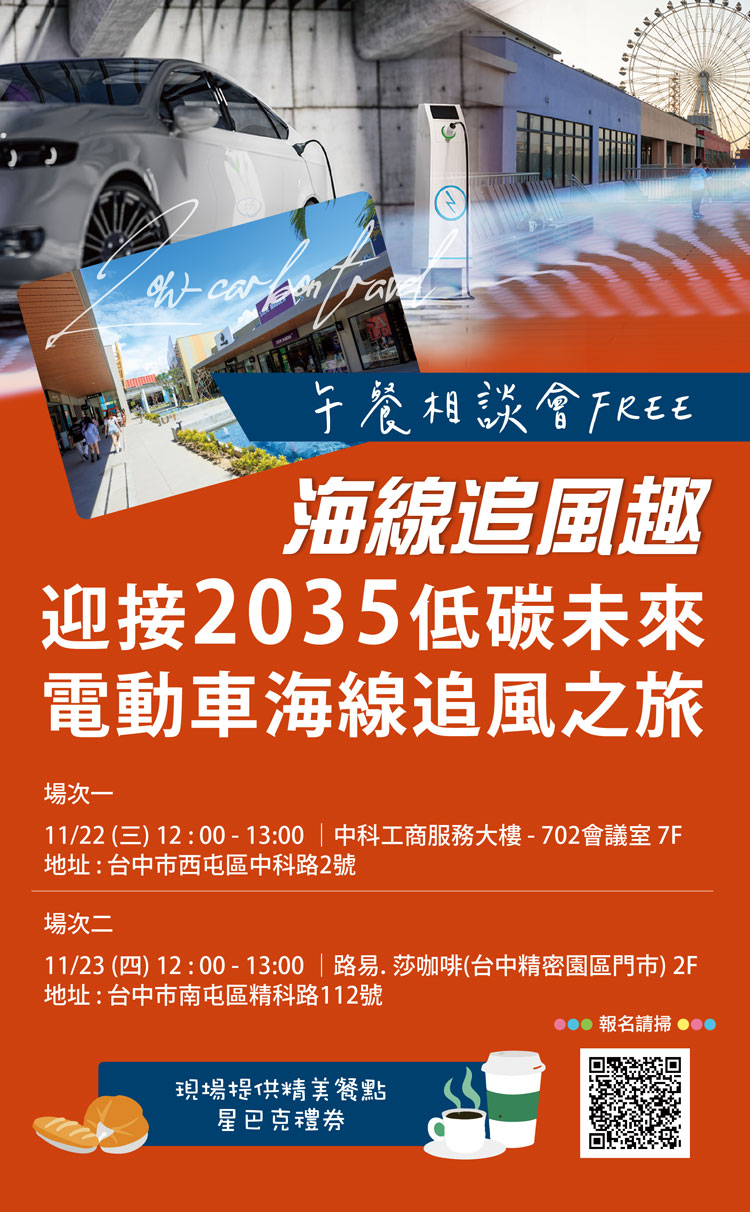 Low carbon travel
午餐相談會FREE
海線追風趣
迎接2035低碳未來
電動車海線追風之旅
場次一
11/22 (三) 12 : 00 - 13:00 ｜中科工商服務大樓 - 702會議室 7F
地址 : 台中市西屯區中科路2號
場次二
11/23 (四) 12 : 00 - 13:00 ｜路易. 莎咖啡(台中精密園區門市) 2F
地址 : 台中市南屯區精科路112號
報名請掃
現場提供精美餐點
星巴克禮券